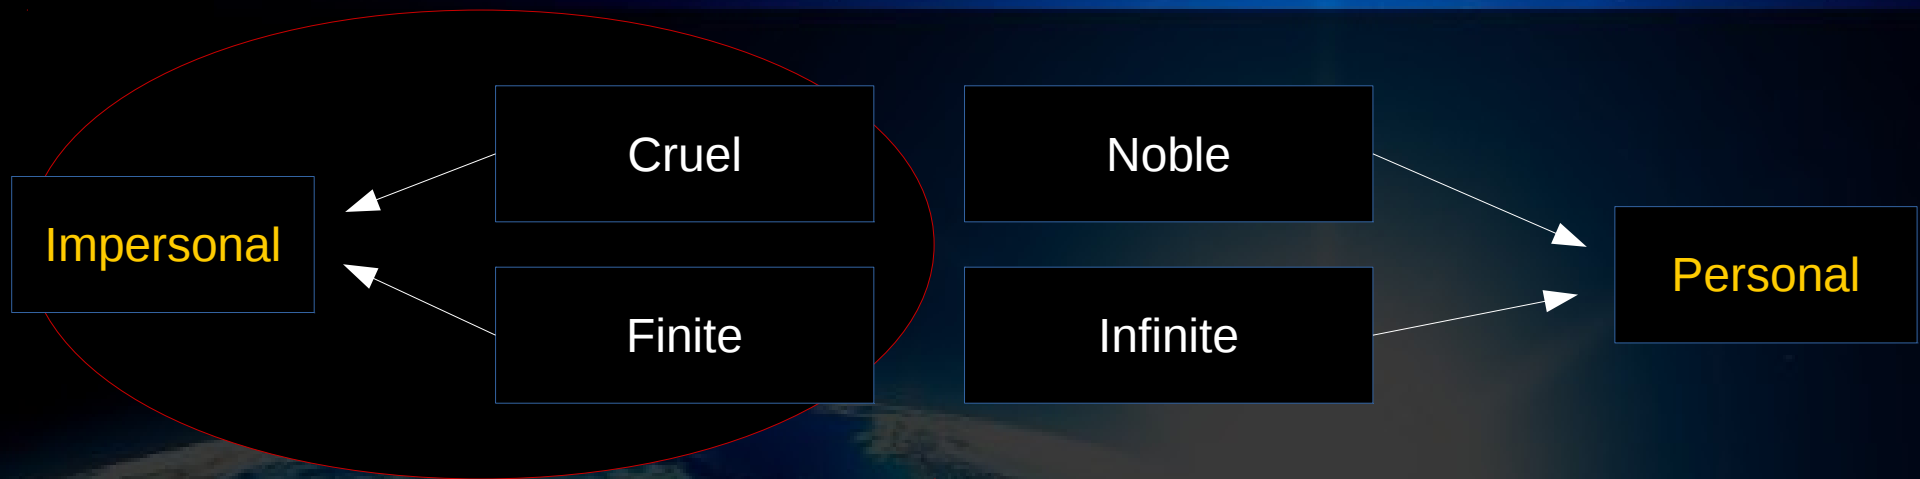 Cruel
Noble
Impersonal
Personal
Finite
Infinite